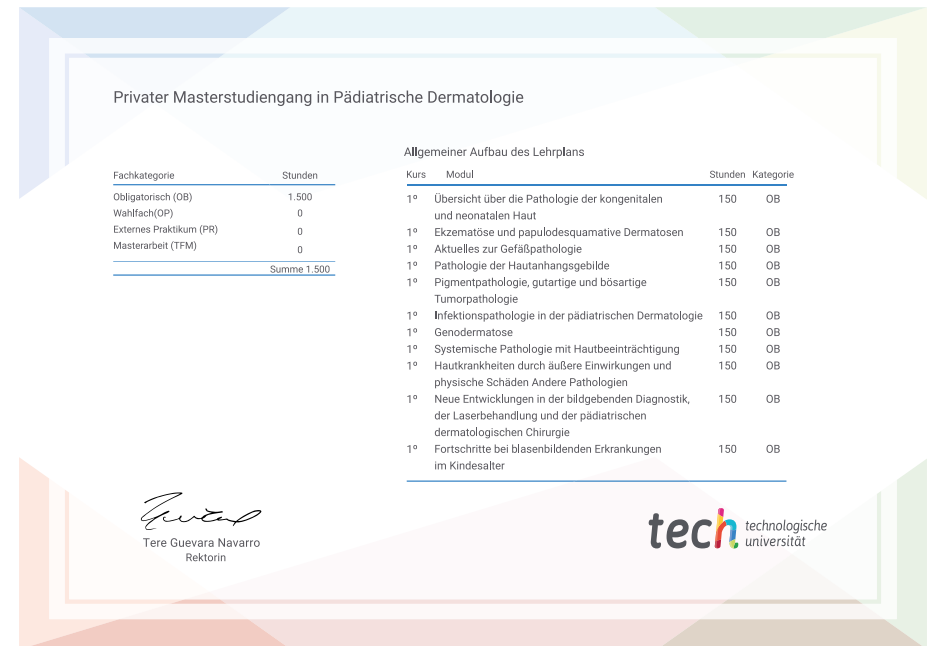 Privater Masterstudiengang in Pädiatrische Dermatologie
Fachkategorie Stunden
Obligatorisch (OB) 1.500
Wahlfach(OP) 0
Externes Praktikum (PR) 0
Masterarbeit (TFM) 0
Summe 1.500
Allgemeiner Aufbau des Lehrplans
Kurs Modul Stunden Kategorie
1º Übersicht über die Pathologie der kongenitalen 150 OB
und neonatalen Haut
1º Ekzematöse und papulodesquamative Dermatosen 150 OB
1º Aktuelles zur Gefäßpathologie 150 OB
1º Pathologie der Hautanhangsgebilde 150 OB
1º Pigmentpathologie, gutartige und bösartige 150 OB
Tumorpathologie
1º Infektionspathologie in der pädiatrischen Dermatologie 150 OB
1º Genodermatose 150 OB
1º Systemische Pathologie mit Hautbeeinträchtigung 150 OB
1º Hautkrankheiten durch äußere Einwirkungen und 150 OB
physische Schäden Andere Pathologien
1º Neue Entwicklungen in der bildgebenden Diagnostik, 150 OB
der Laserbehandlung und der pädiatrischen
dermatologischen Chirurgie
1º Fortschritte bei blasenbildenden Erkrankungen 150 OB
im Kindesalter
Tere Guevara Navarro
Rektorin
tech technologische
universität